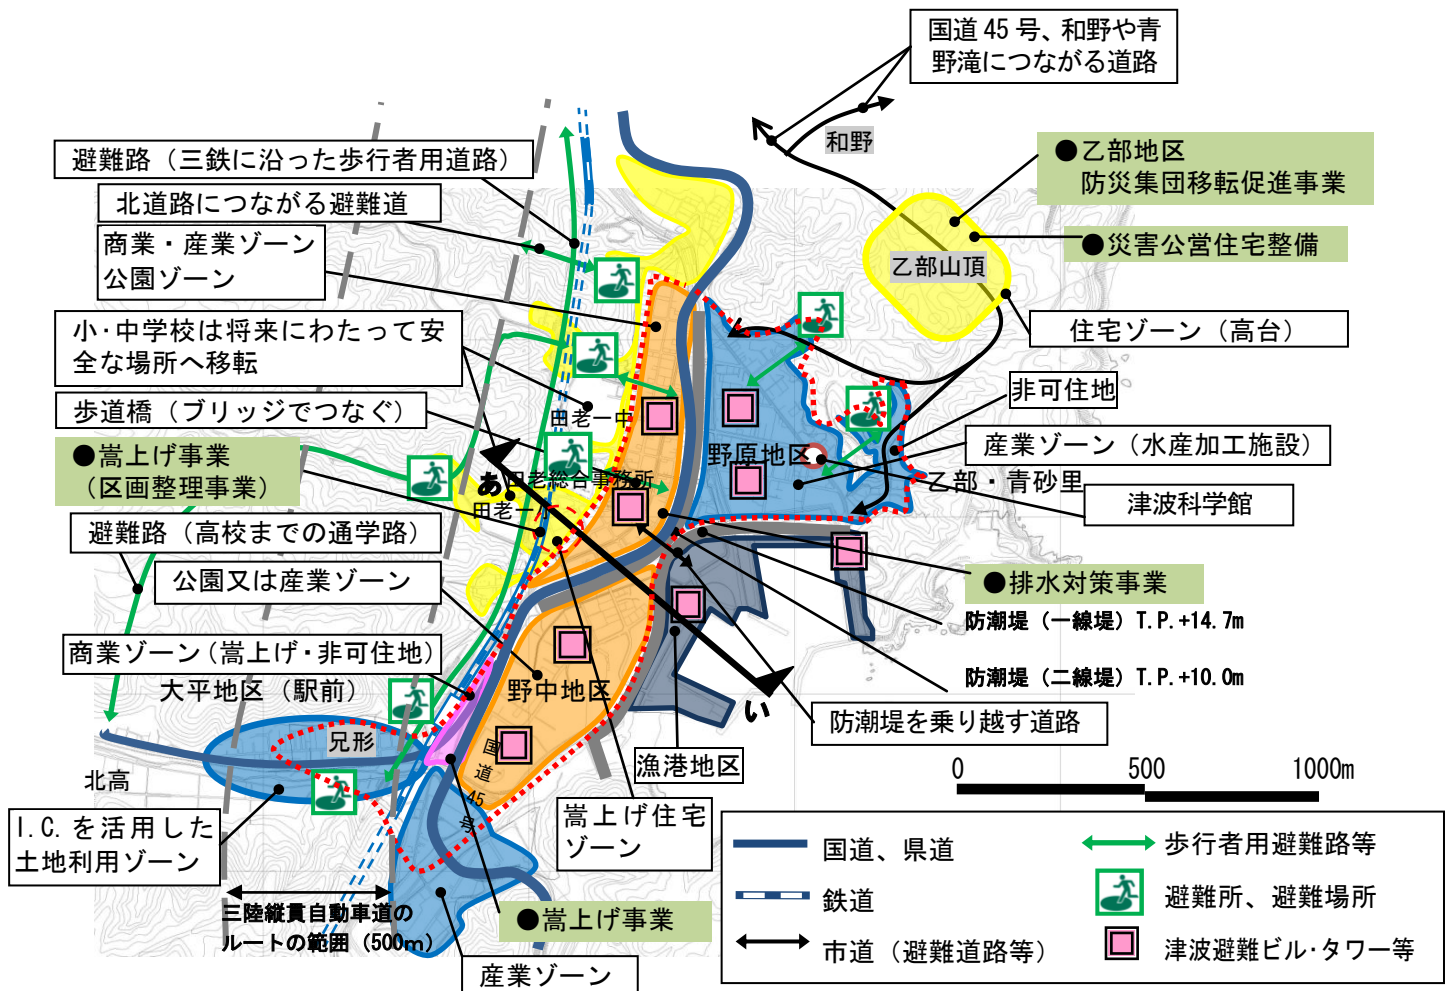 国道 45 号、和野や青
野滝につながる道路
和野
避難路（三鉄に沿った歩行者用道路）
●乙部地区
防災集団移転促進事業
北道路につながる避難道
商業・産業ゾーン
公園ゾーン
●災害公営住宅整備
乙部山頂
小・中学校は将来にわたって安
全な場所へ移転
住宅ゾーン（高台）
非可住地
歩道橋（ブリッジでつなぐ）
田老一中
●嵩上げ事業
（区画整理事業）
野原地区
産業ゾーン（水産加工施設）
あ
田老総合事務所
乙部・青砂里
田老一
津波科学館
避難路（高校までの通学路）
公園又は産業ゾーン
●排水対策事業
防潮堤（一線堤）T.P.+14.7m
商業ゾーン（嵩上げ・非可住地）
防潮堤（二線堤）T.P.+10.0m
大平地区（駅前）
野中地区
い
防潮堤を乗り越す道路
兄形
国道45号
漁港地区
北高
0 500 1000m
I.C.を活用した
土地利用ゾーン
嵩上げ住宅
ゾーン
三陸縦貫自動車道の
ルートの範囲（500m）
●嵩上げ事業
産業ゾーン
国道、県道
鉄道
市道（避難道路等）
歩行者用避難路等
避難所、避難場所
津波避難ビル・タワー等